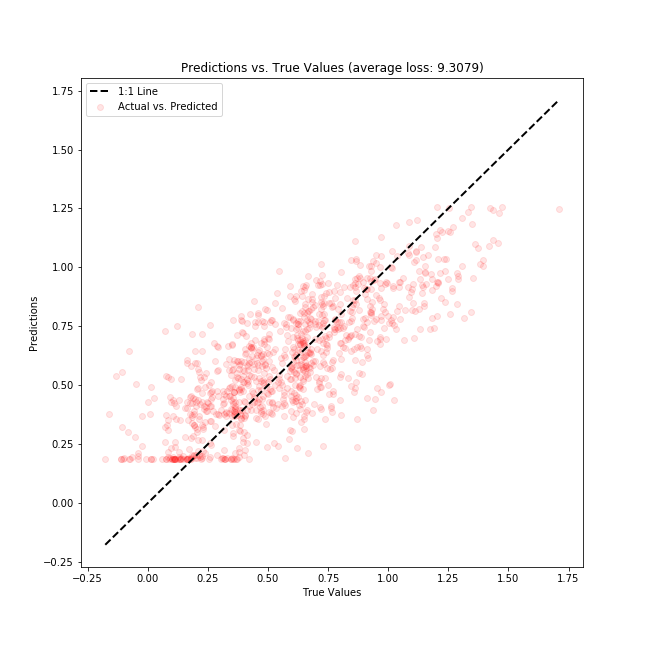 Predictions vs. True Values (average loss: 9.3079)
1:1 Line
Actual vs. Predicted
1.75
1.50
1.25
1.00
0.75
0.50
0.25
0.00
−0.25
Predictions
−0.25 0.00 0.25 0.50 0.75 1.00 1.25 1.50 1.75
True Values